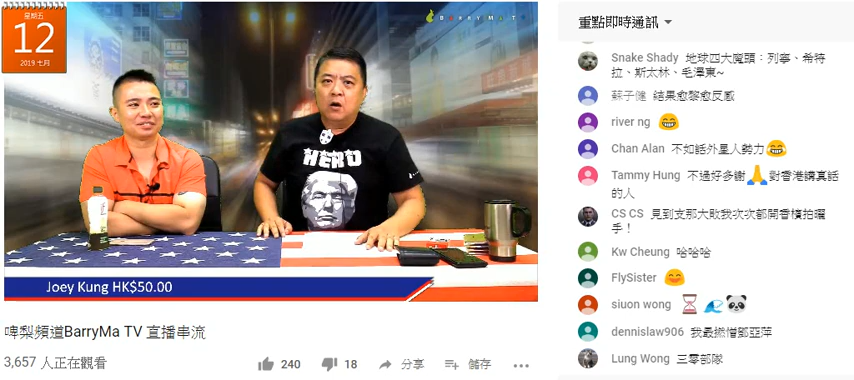 星期五
12
2019 七月
BARRYMA TV
HERO
Joey Kung HK$50.00
啤梨頻道BarryMa TV 直播串流
3,657 人正在觀看
240
18
分享
儲存
重點即時通訊
Snake Shady 地球四大魔頭：列寧、希特
拉、斯太林、毛澤東~
蘇子健 結果愈黎愈反感
river ng 😂
Chan Alan 不如話外星人勢力😂
Tammy Hung 不過好多謝🙏對香港講真話
的人
CS CS 見到支那大敗我次次都開香檳拍曬
手！
Kw Cheung 哈哈哈
FlySister 😊
siuon wong ⏳🌊🐼
dennislaw906 我最撚憎鄧亞萍
Lung Wong 三零部隊